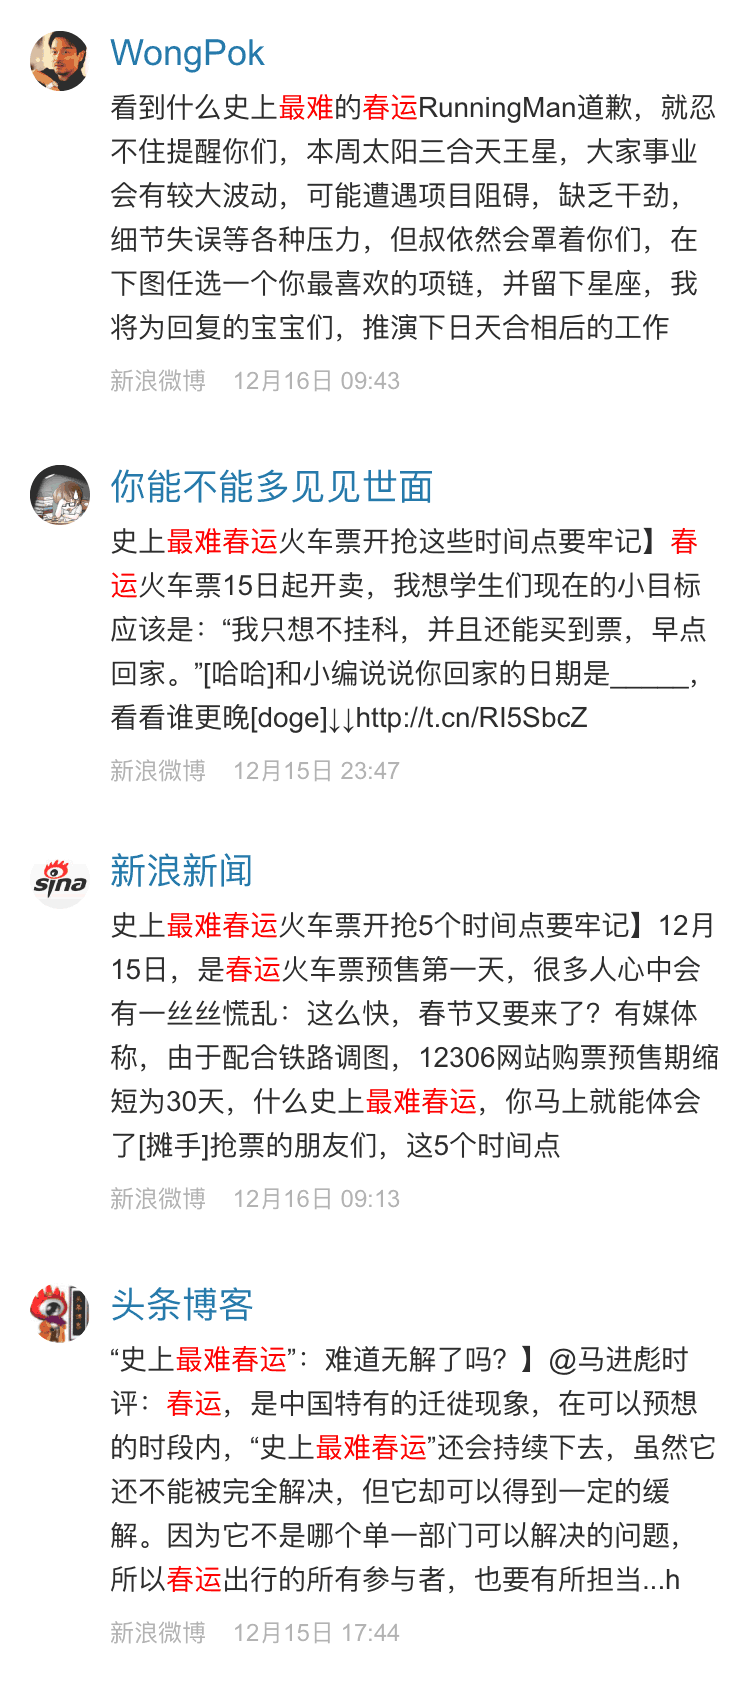 WongPok
看到什么史上最难的春运RunningMan道歉，就忍
不住提醒你们，本周太阳三合天王星，大家事业
会有较大波动，可能遭遇项目阻碍，缺乏干劲，
细节失误等各种压力，但叔依然会罩着你们，在
下图任选一个你最喜欢的项链，并留下星座，我
将为回复的宝宝们，推演下日天合相后的工作
新浪微博 12月16日 09:43
你能不能多见见世面
史上最难春运火车票开抢这些时间点要牢记】春
运火车票15日起开卖，我想学生们现在的小目标
应该是：“我只想不挂科，并且还能买到票，早点
回家。”[哈哈]和小编说说你回家的日期是_____，
看看谁更晚[doge]↓↓http://t.cn/RI5SbcZ
新浪微博 12月15日 23:47
sina
新浪新闻
史上最难春运火车票开抢5个时间点要牢记】12月
15日，是春运火车票预售第一天，很多人心中会
有一丝丝慌乱：这么快，春节又要来了？有媒体
称，由于配合铁路调图，12306网站购票预售期缩
短为30天，什么史上最难春运，你马上就能体会
了[摊手]抢票的朋友们，这5个时间点
新浪微博 12月16日 09:13
头条博客
“史上最难春运”：难道无解了吗？】@马进彪时
评：春运，是中国特有的迁徙现象，在可以预想
的时段内，“史上最难春运”还会持续下去，虽然它
还不能被完全解决，但它却可以得到一定的缓
解。因为它不是哪个单一部门可以解决的问题，
所以春运出行的所有参与者，也要有所担当...h
新浪微博 12月15日 17:44